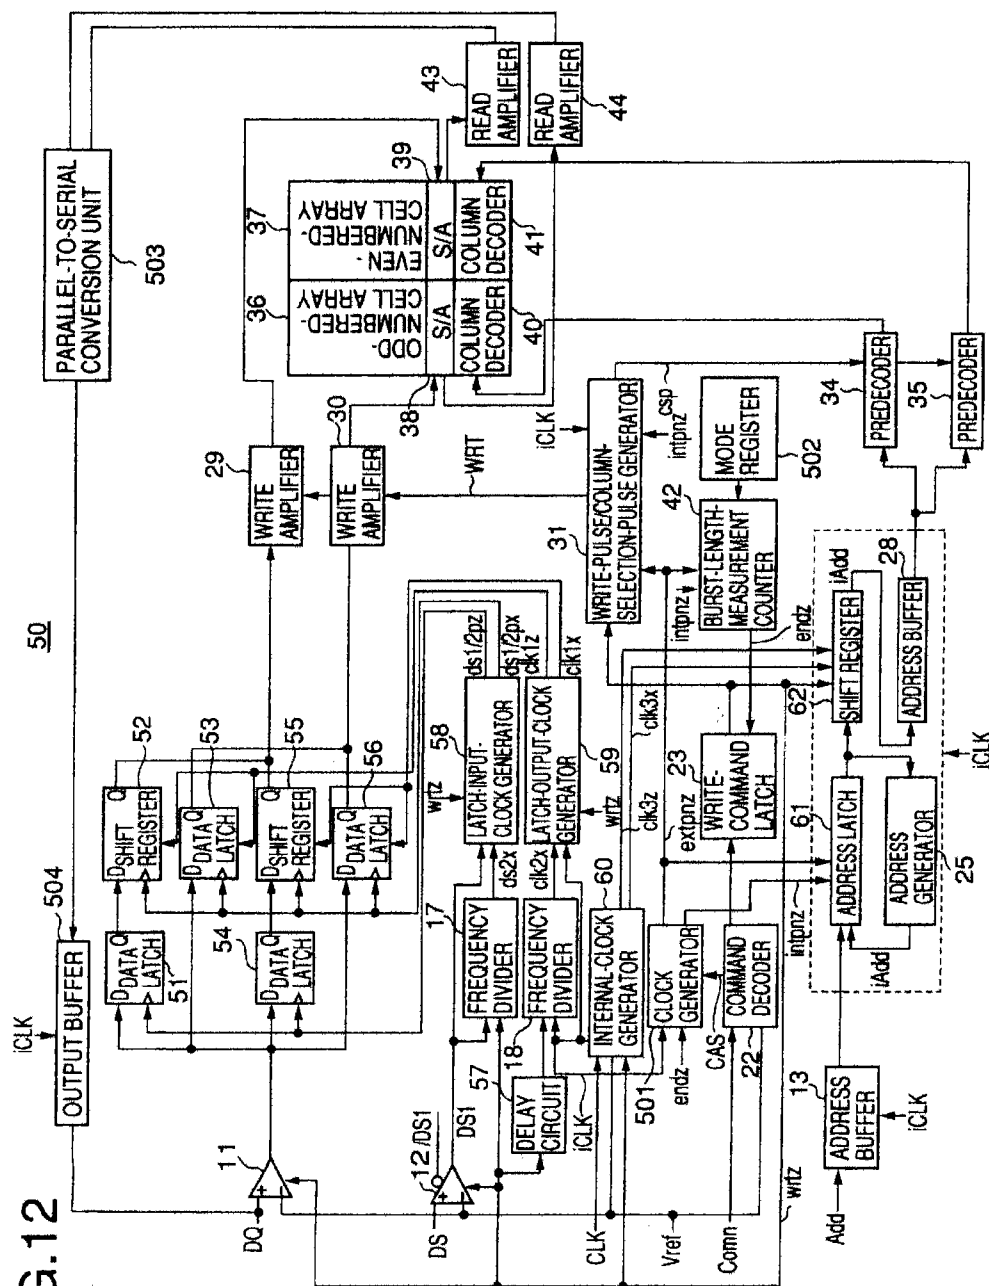 G.12
50
PARALLEL-TO-SERIAL
CONVERSION UNIT
503
iCLK
OUTPUT BUFFER
504
D
DATA
LATCH
Q
51
D
SHIFT
REGISTER
Q
52
D
DATA
LATCH
Q
53
D
DATA
LATCH
Q
54
D
SHIFT
REGISTER
Q
55
D
DATA
LATCH
Q
56
WRITE
AMPLIFIER
29
WRITE
AMPLIFIER
30
36
37
ODD-
NUMBERED
CELL ARRAY
EVEN-
NUMBERED
CELL ARRAY
S/A
S/A
38
39
COLUMN
DECODER
COLUMN
DECODER
40
41
READ
AMPLIFIER
43
READ
AMPLIFIER
44
DQ
+
11
DS
+
12
/DS1
DS1
17
FREQUENCY
DIVIDER
ds2x
wrtz
58
LATCH-INPUT-
CLOCK GENERATOR
ds1/2pz
ds1/2px
57
DELAY
CIRCUIT
18
FREQUENCY
DIVIDER
clk2x
LATCH-OUTPUT-CLOCK
GENERATOR
59
wrtz
clk1z
clk1x
iCLK
CLK
60
INTERNAL-CLOCK
GENERATOR
clk3z
clk3x
WRT
31
WRITE-PULSE/COLUMN-
SELECTION-PULSE GENERATOR
iCLK
intpnz
csp
Vref
501
CLOCK
GENERATOR
endz
extpnz
intpnz
CAS
Comn
COMMAND
DECODER
22
23
WRITE-
COMMAND
LATCH
intpnz
42
BURST-LENGTH-
MEASUREMENT
COUNTER
endz
MODE
REGISTER
502
34
PREDECODER
35
PREDECODER
wrtz
Add
13
ADDRESS
BUFFER
iCLK
61
ADDRESS LATCH
iAdd
ADDRESS
GENERATOR
25
62
SHIFT REGISTER
iAdd
28
ADDRESS BUFFER
iCLK